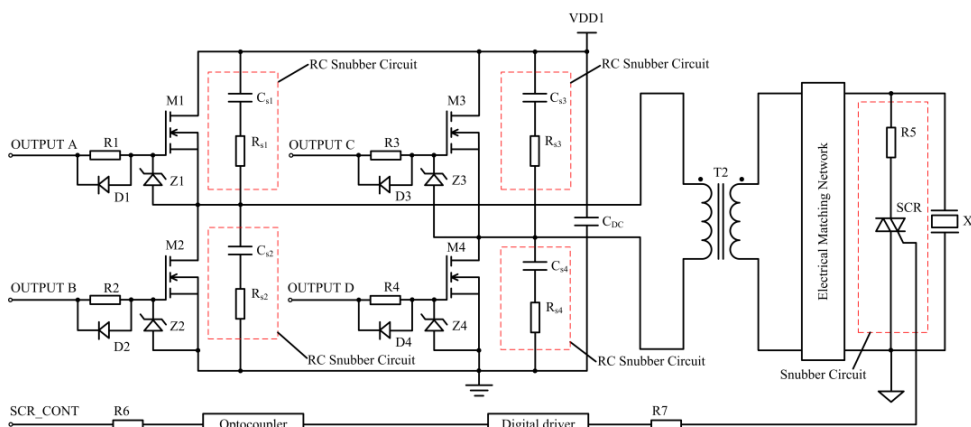 VDD1
RC Snubber Circuit
RC Snubber Circuit
M1
Cs1
M3
Cs3
OUTPUT A
R1
Rs1
OUTPUT C
R3
Rs3
R5
D1
Z1
D3
Z3
T2
SCR
X
CDC
Electrical Matching Network
M2
Cs2
M4
Cs4
OUTPUT B
R2
Rs2
OUTPUT D
R4
Rs4
D2
Z2
D4
Z4
RC Snubber Circuit
RC Snubber Circuit
Snubber Circuit
SCR_CONT
R6
Optocoupler
Digital driver
R7